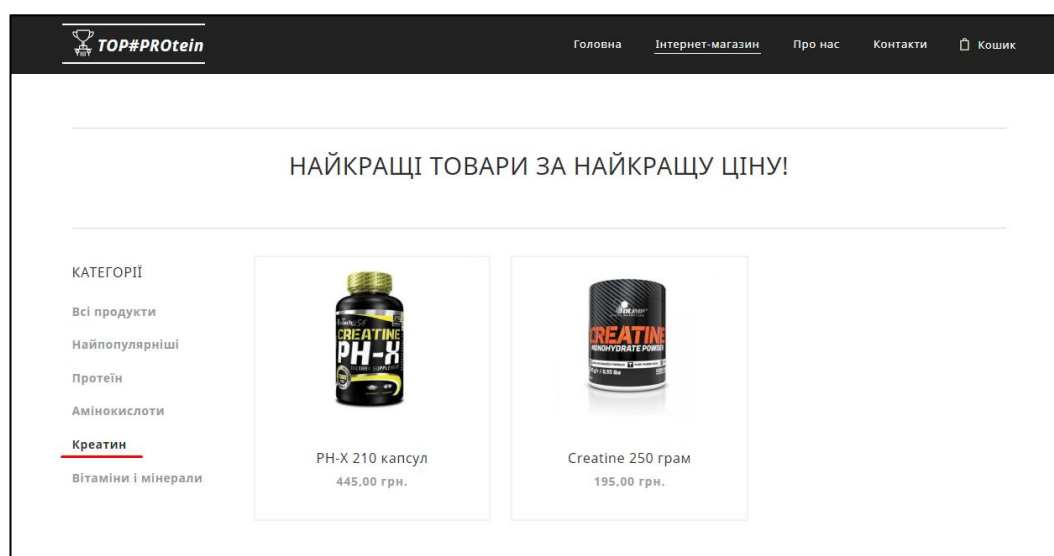 TOP#PROtein
Головна Інтернет-магазин Про нас Контакти Кошик
НАЙКРАЩІ ТОВАРИ ЗА НАЙКРАЩУ ЦІНУ!
КАТЕГОРІЇ
Всі продукти
Найпопулярніші
Протеїн
Амінокислоти
Креатин
Вітаміни і мінерали
CREATINE
PH-X
DIETARY SUPPLEMENT
PH-X 210 капсул
445,00 грн.
CREATINE
MONOHYDRATE POWDER
Creatine 250 грам
195,00 грн.